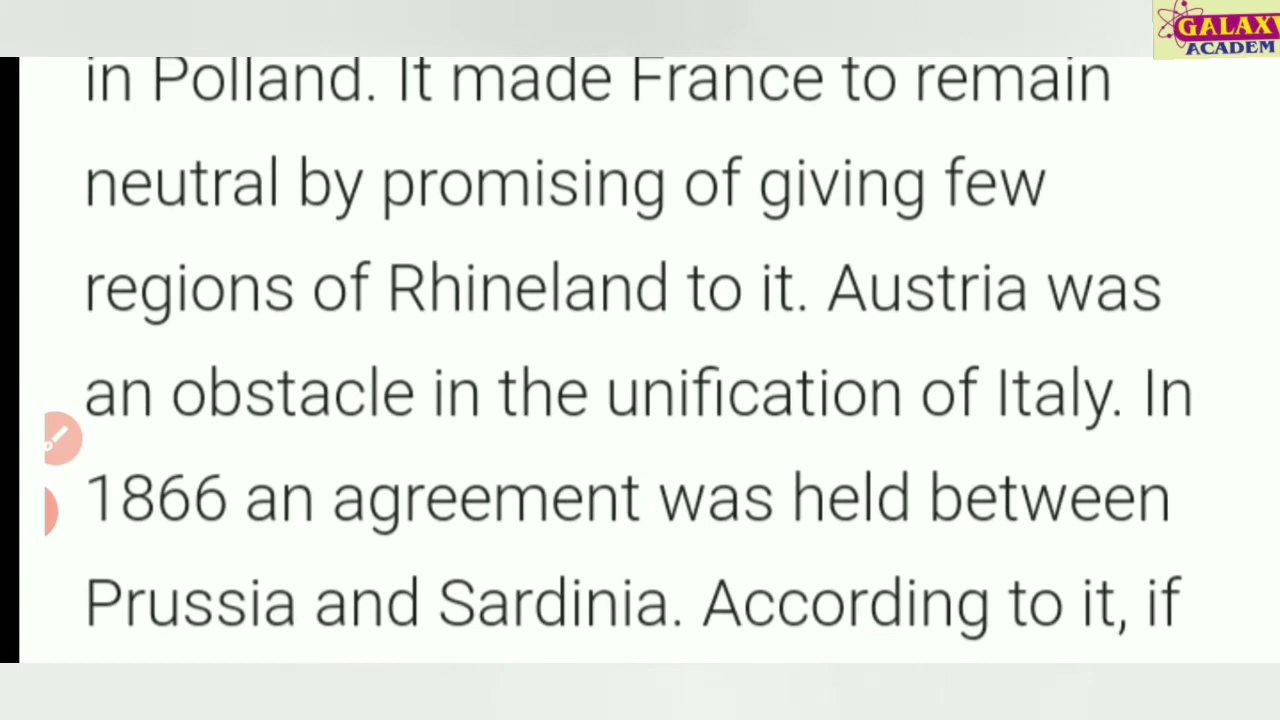 GALAXY
ACADEM
in Polland. It made France to remain
neutral by promising of giving few
regions of Rhineland to it. Austria was
an obstacle in the unification of Italy. In
1866 an agreement was held between
Prussia and Sardinia. According to it, if